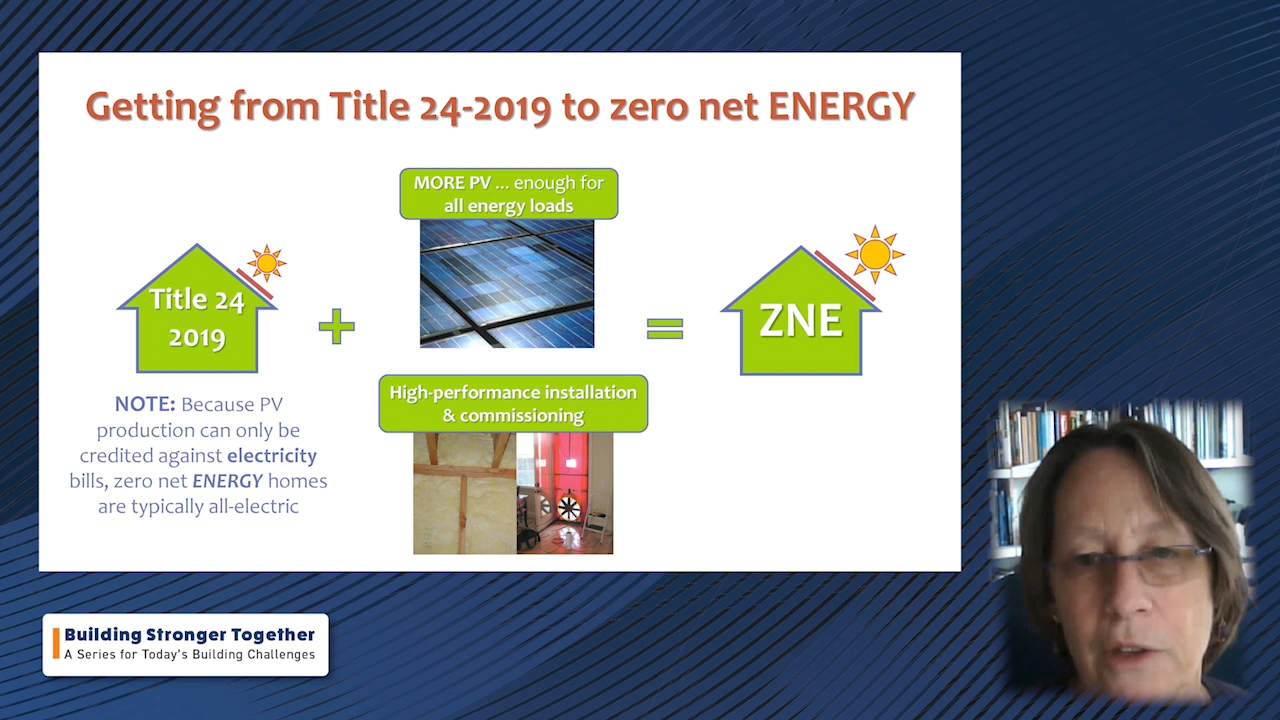 Getting from Title 24-2019 to zero net ENERGY
MORE PV ... enough for
all energy loads
Title 24
2019
+
=
ZNE
High-performance installation
& commissioning
NOTE: Because PV
production can only be
credited against electricity
bills, zero net ENERGY homes
are typically all-electric
Building Stronger Together
A Series for Today's Building Challenges